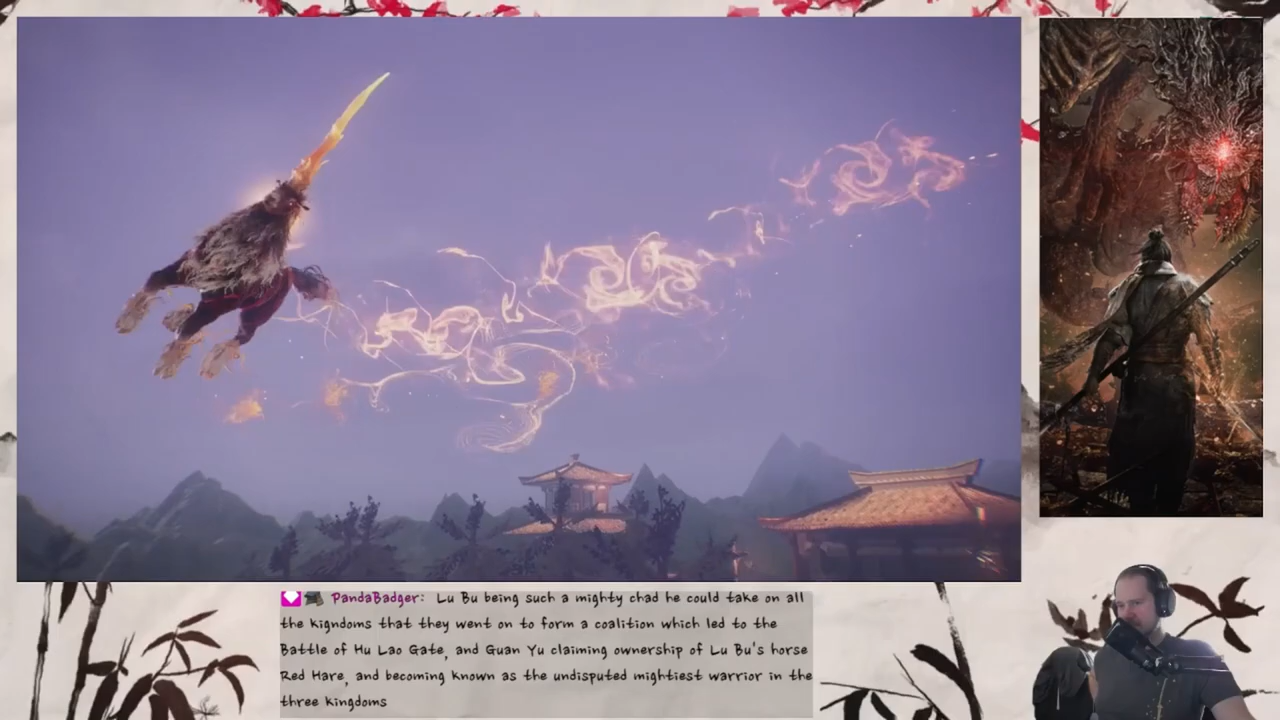 PandaBadger: Lu Bu being such a mighty chad he could take on all
the kigndoms that they went on to form a coalition which led to the
Battle of Hu Lao Gate, and Guan Yu claiming ownership of Lu Bu's horse
Red Hare, and becoming known as the undisputed mightiest warrior in the
three kingdoms